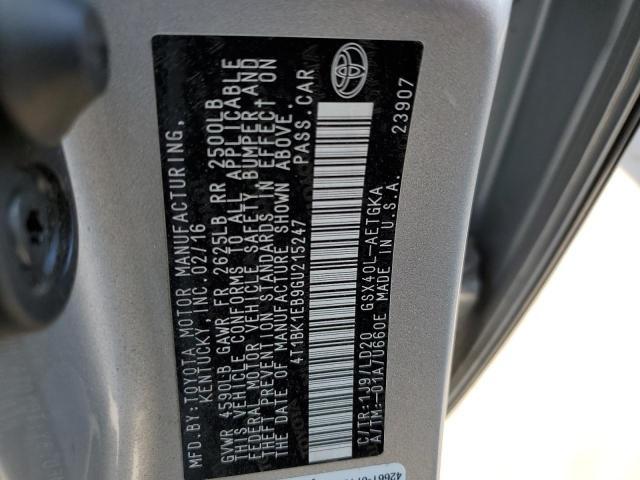 MFD.BY:TOYOTA MOTOR MANUFACTURING,
KENTUCKY, INC. 02/16
GVWR 4590LB GAWR FR 2625LB RR 2500LB
THIS VEHICLE CONFORMS TO ALL APPLICABLE
FEDERAL MOTOR VEHICLE SAFETY,BUMPER,AND
THEFT PREVENTION STANDARDS IN EFFECT ON
THE DATE OF MANUFACTURE SHOWN ABOVE.
4T1BK1EB9GU215247 PASS.CAR
C/TR:1J9/LD20 GSX40L-AETGKA
A/TM:-01A/U660E MADE IN U.S.A.
23907